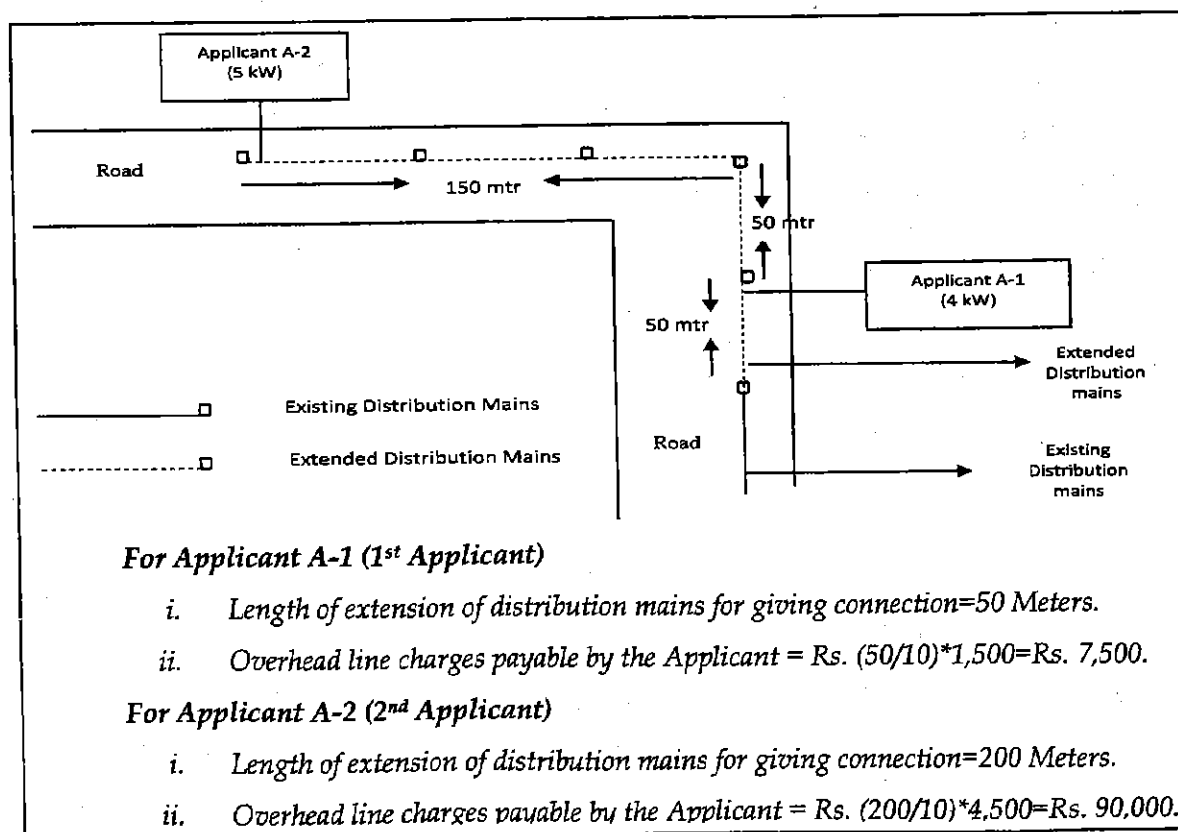 Applicant A-2
(5 kW)
Road
150 mtr
50 mtr
Applicant A-1
(4 kW)
50 mtr
Extended
Distribution
mains
Existing Distribution Mains
Road
Extended Distribution Mains
Existing
Distribution
mains
For Applicant A-1 (1st Applicant)
i. Length of extension of distribution mains for giving connection=50 Meters.
ii. Overhead line charges payable by the Applicant = Rs. (50/10)*1,500=Rs. 7,500.
For Applicant A-2 (2nd Applicant)
i. Length of extension of distribution mains for giving connection=200 Meters.
ii. Overhead line charges payable by the Applicant = Rs. (200/10)*4,500=Rs. 90,000.